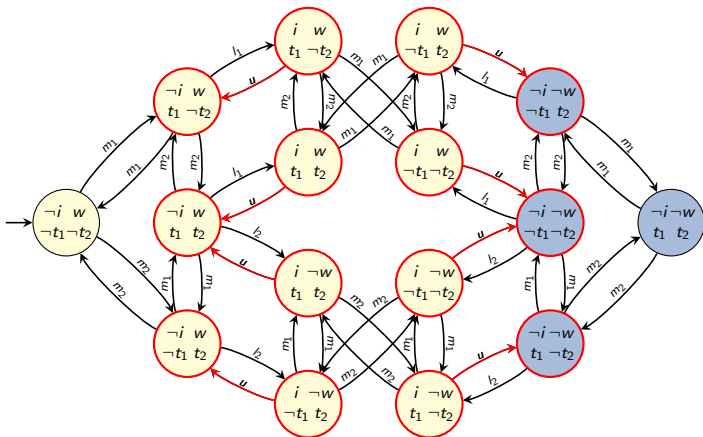 i w
t₁ ¬t₂
i w
¬t₁ t₂
l₁
u
m₁
m₁
u
l₁
¬i w
t₁ ¬t₂
¬i ¬w
¬t₁ t₂
m₂
m₂
m₂
m₂
m₁
m₁
m₁
m₁
m₁
m₁
i w
t₁ t₂
i w
¬t₁ ¬t₂
m₂
m₂
l₁
u
u
l₁
m₂
m₂
¬i w
¬t₁ ¬t₂
¬i w
t₁ t₂
¬i ¬w
¬t₁ ¬t₂
¬i ¬w
t₁ t₂
l₂
u
u
l₂
m₂
m₂
m₁
m₁
m₁
m₁
m₂
m₂
i ¬w
t₁ t₂
i ¬w
¬t₁ ¬t₂
m₂
m₂
¬i w
¬t₁ t₂
¬i ¬w
t₁ ¬t₂
m₁
m₁
m₁
m₁
l₂
u
m₂
m₂
u
l₂
i ¬w
¬t₁ t₂
i ¬w
t₁ ¬t₂